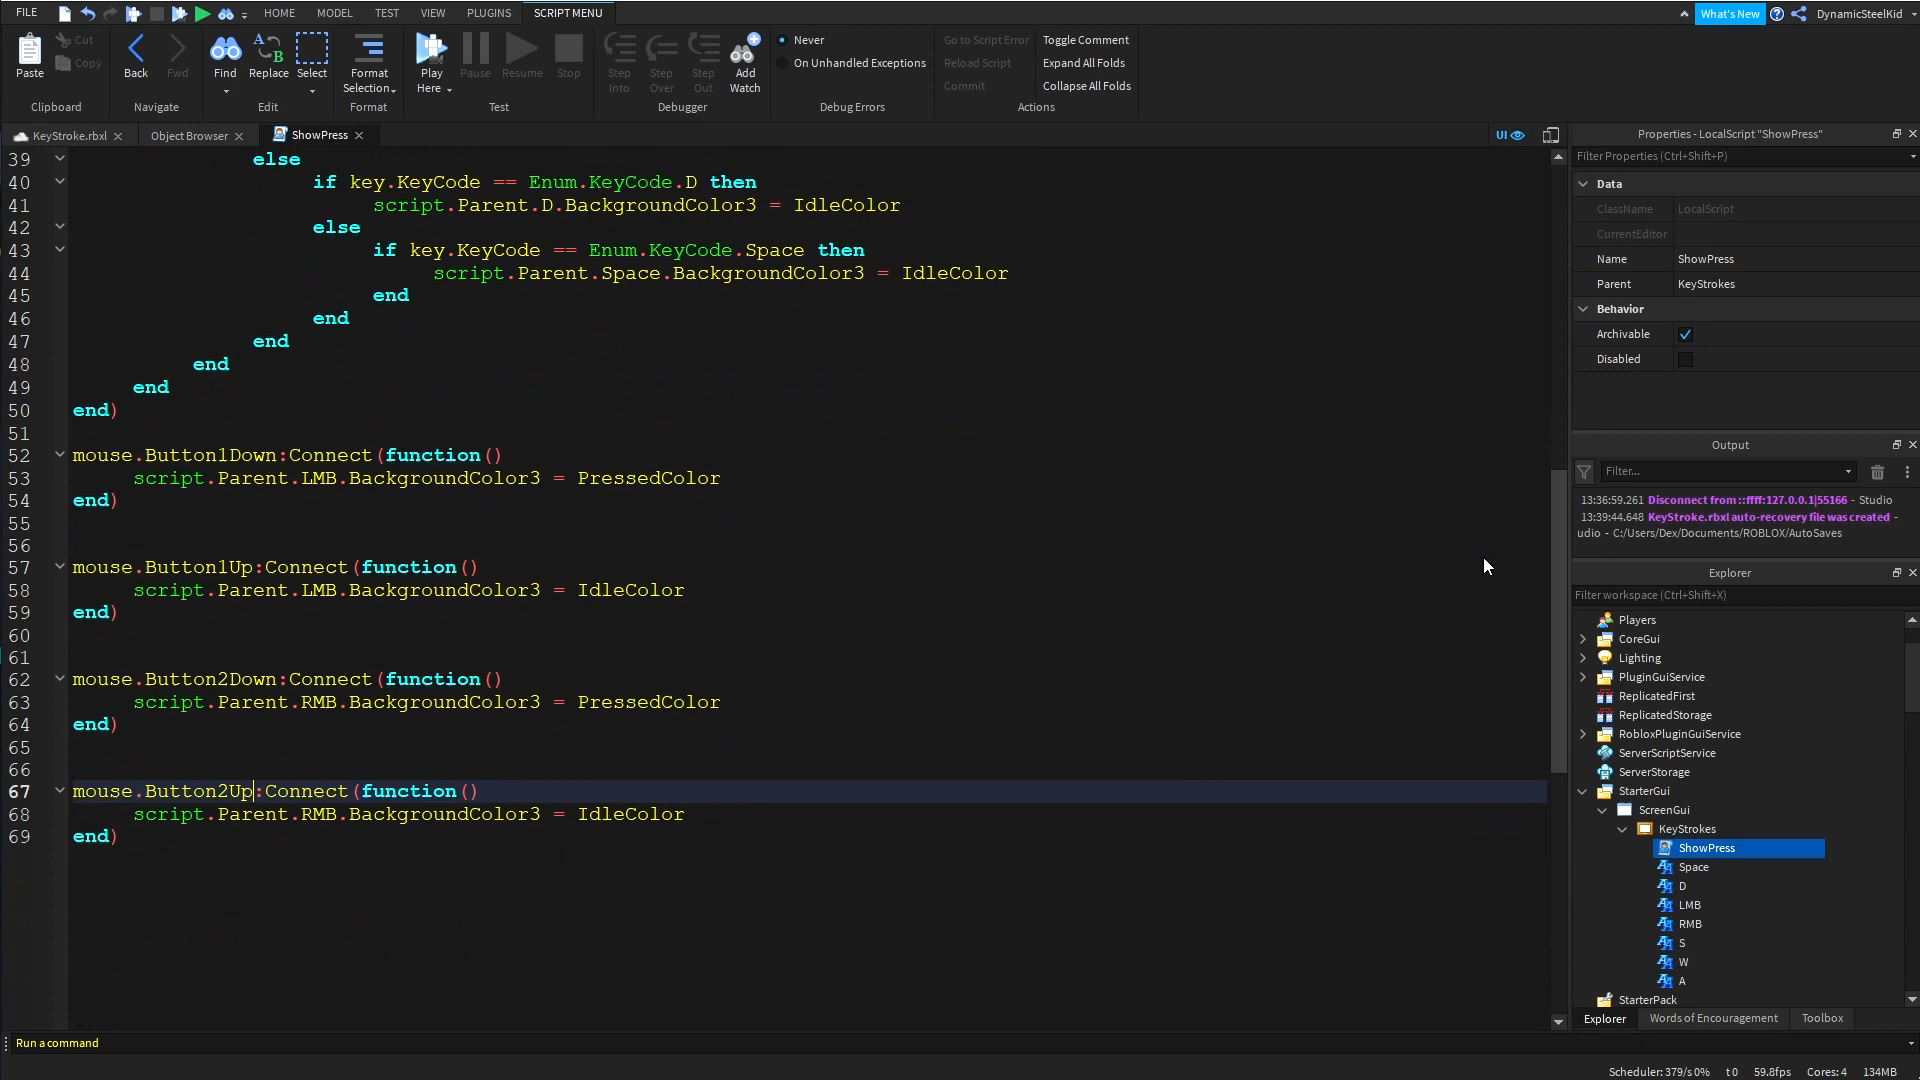 FILE HOME MODEL TEST VIEW PLUGINS SCRIPT MENU What's New DynamicSteelKid
Paste Cut Copy Clipboard
Back Fwd Navigate
Find Replace Select Edit
Format Selection Format
Play Here Pause Resume Stop Test
Step Into Step Over Step Out Add Watch Debugger
Never
On Unhandled Exceptions
Debug Errors
Go to Script Error Toggle Comment
Reload Script Expand All Folds
Commit Collapse All Folds
Actions
KeyStroke.rbxl Object Browser ShowPress UI
39 else
40 if key.KeyCode == Enum.KeyCode.D then
41 script.Parent.D.BackgroundColor3 = IdleColor
42 else
43 if key.KeyCode == Enum.KeyCode.Space then
44 script.Parent.Space.BackgroundColor3 = IdleColor
45 end
46 end
47 end
48 end
49 end
50 end)
51
52 mouse.Button1Down:Connect(function()
53 script.Parent.LMB.BackgroundColor3 = PressedColor
54 end)
55
56
57 mouse.Button1Up:Connect(function()
58 script.Parent.LMB.BackgroundColor3 = IdleColor
59 end)
60
61
62 mouse.Button2Down:Connect(function()
63 script.Parent.RMB.BackgroundColor3 = PressedColor
64 end)
65
66
67 mouse.Button2Up:Connect(function()
68 script.Parent.RMB.BackgroundColor3 = IdleColor
69 end)
Properties - LocalScript "ShowPress"
Filter Properties (Ctrl+Shift+P)
Data
ClassName LocalScript
CurrentEditor
Name ShowPress
Parent KeyStrokes
Behavior
Archivable
Disabled
Output
Filter...
13:36:59.261 Disconnect from ::ffff:127.0.0.1|55166 - Studio
13:39:44.648 KeyStroke.rbxl auto-recovery file was created -
udio - C:/Users/Dex/Documents/ROBLOX/AutoSaves
Explorer
Filter workspace (Ctrl+Shift+X)
Players
CoreGui
Lighting
PluginGuiService
ReplicatedFirst
ReplicatedStorage
RobloxPluginGuiService
ServerScriptService
ServerStorage
StarterGui
ScreenGui
KeyStrokes
ShowPress
Space
D
LMB
RMB
S
W
A
StarterPack
Explorer Words of Encouragement Toolbox
Run a command
Scheduler: 379/s 0% t 0 59.8fps Cores: 4 134MB